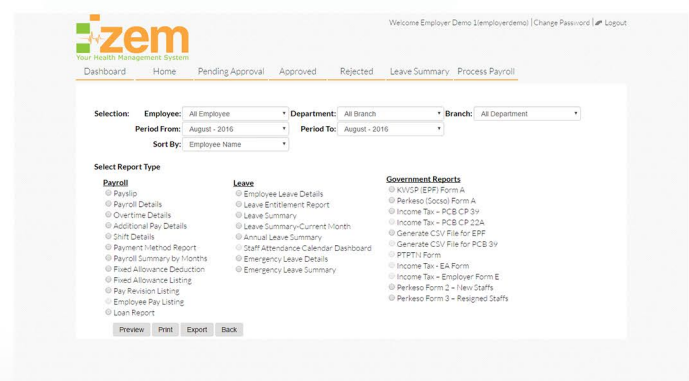 izem
Your Health Management System
Welcome Employer Demo 1(employerdemo) | Change Password | Logout
Dashboard Home Pending Approval Approved Rejected Leave Summary Process Payroll
Selection: Employee: All Employee Department: All Branch Branch: All Department
Period From: August - 2016 Period To: August - 2016
Sort By: Employee Name
Select Report Type
Payroll
Payslip
Payroll Details
Overtime Details
Additional Pay Details
Shift Details
Payment Method Report
Payroll Summary by Months
Fixed Allowance Deduction
Fixed Allowance Listing
Pay Revision Listing
Employee Pay Listing
Loan Report
Leave
Employee Leave Details
Leave Entitlement Report
Leave Summary
Leave Summary-Current Month
Annual Leave Summary
Staff Attendance Calendar Dashboard
Emergency Leave Details
Emergency Leave Summary
Government Reports
KWSP (EPF) Form A
Perkeso (Socso) Form A
Income Tax – PCB CP 39
Income Tax – PCB CP 22A
Generate CSV File for EPF
Generate CSV File for PCB 39
PTPTN Form
Income Tax - EA Form
Income Tax – Employer Form E
Perkeso Form 2 – New Staffs
Perkeso Form 3 – Resigned Staffs
Preview Print Export Back